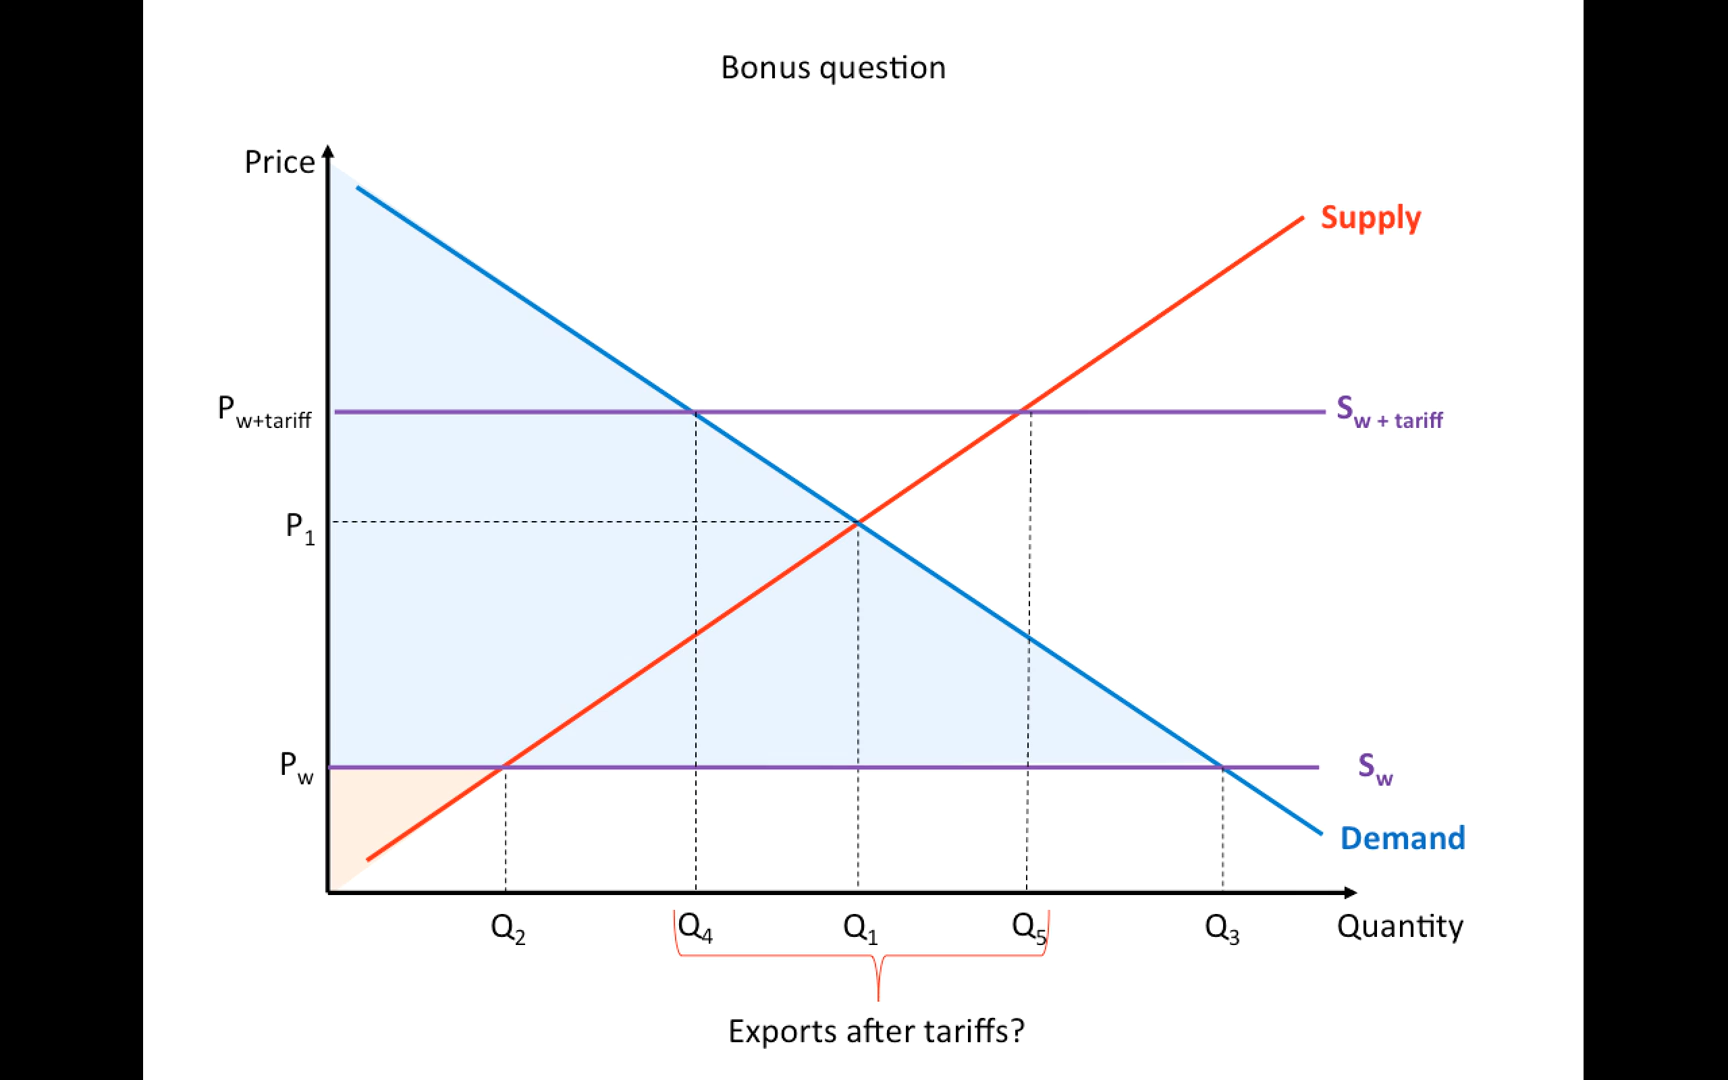 Bonus question
Price
Supply
Pw+tariff
Sw + tariff
P1
Pw
Sw
Demand
Q2
Q4
Q1
Q5
Q3
Quantity
Exports after tariffs?